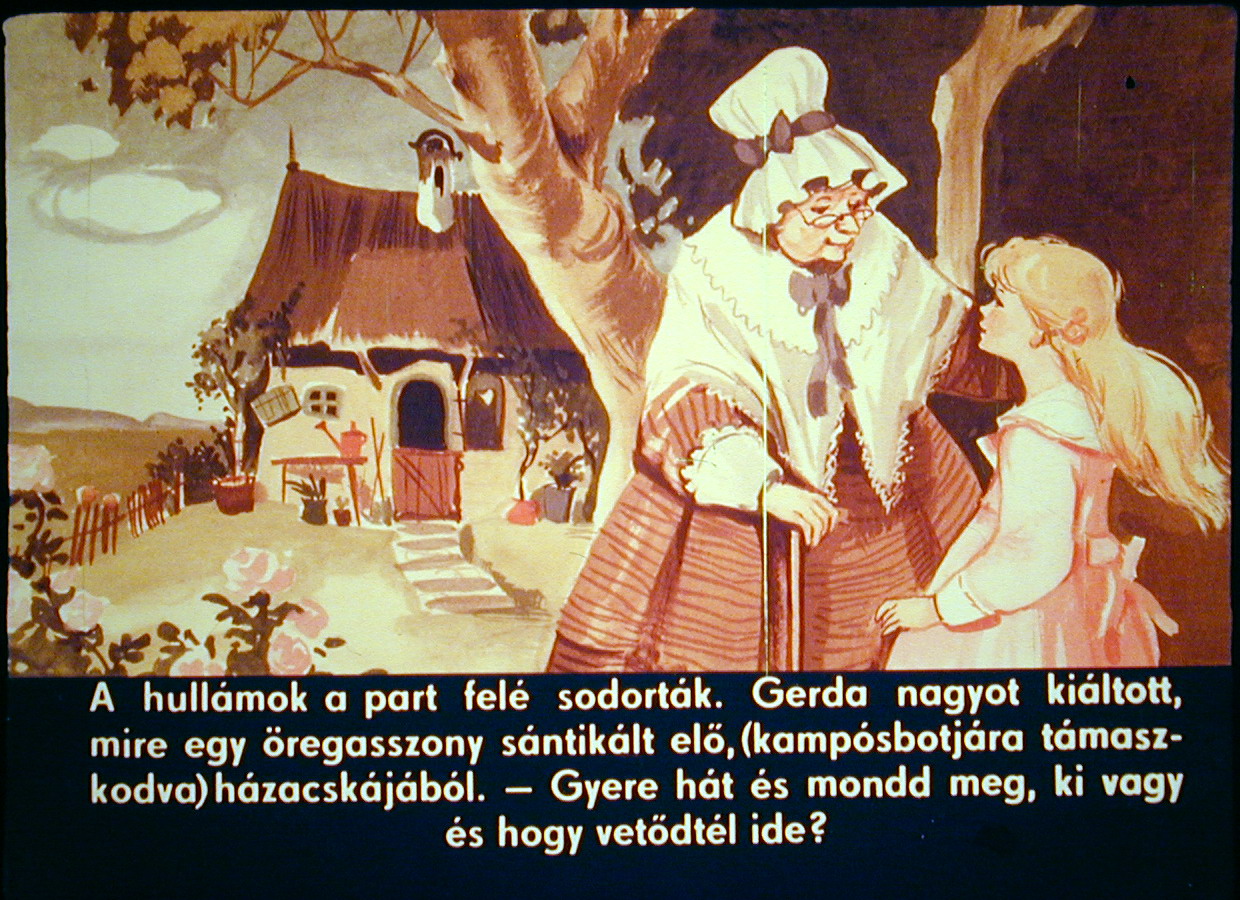 A hullámok a part felé sodorták. Gerda nagyot kiáltott,
mire egy öregasszony sántikált elő, (kampósbotjára támasz-
kodva) házacskájából. — Gyere hát és mondd meg, ki vagy
és hogy vetődtél ide?